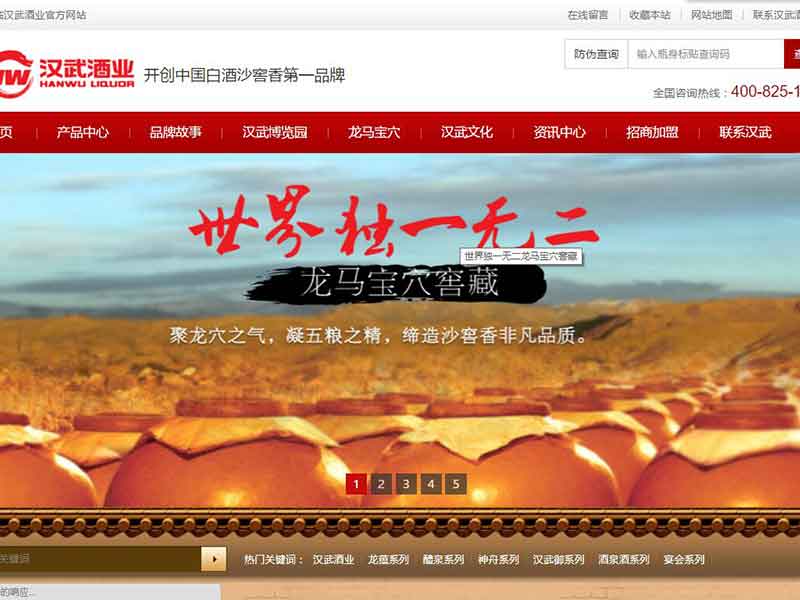 汉武酒业官方网站
在线留言 收藏本站 网站地图 联系汉武酒
汉武酒业
HANWU LIQUOR
开创中国白酒沙窖香第一品牌
防伪查询 输入瓶身标贴查询码
全国咨询热线：400-825-1
页 产品中心 品牌故事 汉武博览园 龙马宝穴 汉武文化 资讯中心 招商加盟 联系汉武
世界独一无二
世界独一无二龙马宝穴窖藏
龙马宝穴窖藏
聚龙穴之气，凝五粮之精，缔造沙窖香非凡品质。
1 2 3 4 5
关键词
热门关键词： 汉武酒业 龙蕴系列 醴泉系列 神舟系列 汉武御系列 酒泉酒系列 宴会系列
的响应...